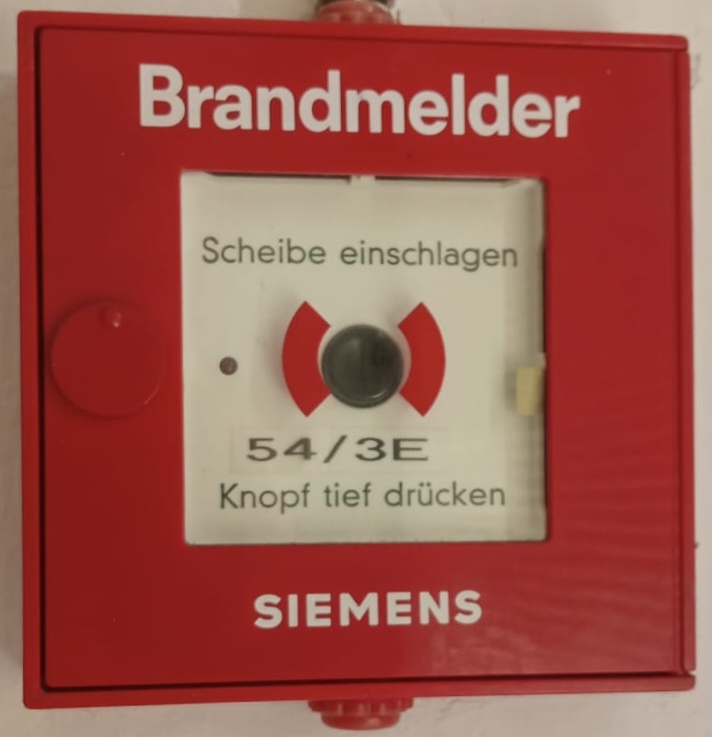 Brandmelder
Scheibe einschlagen
54/3E
Knopf tief drücken
SIEMENS